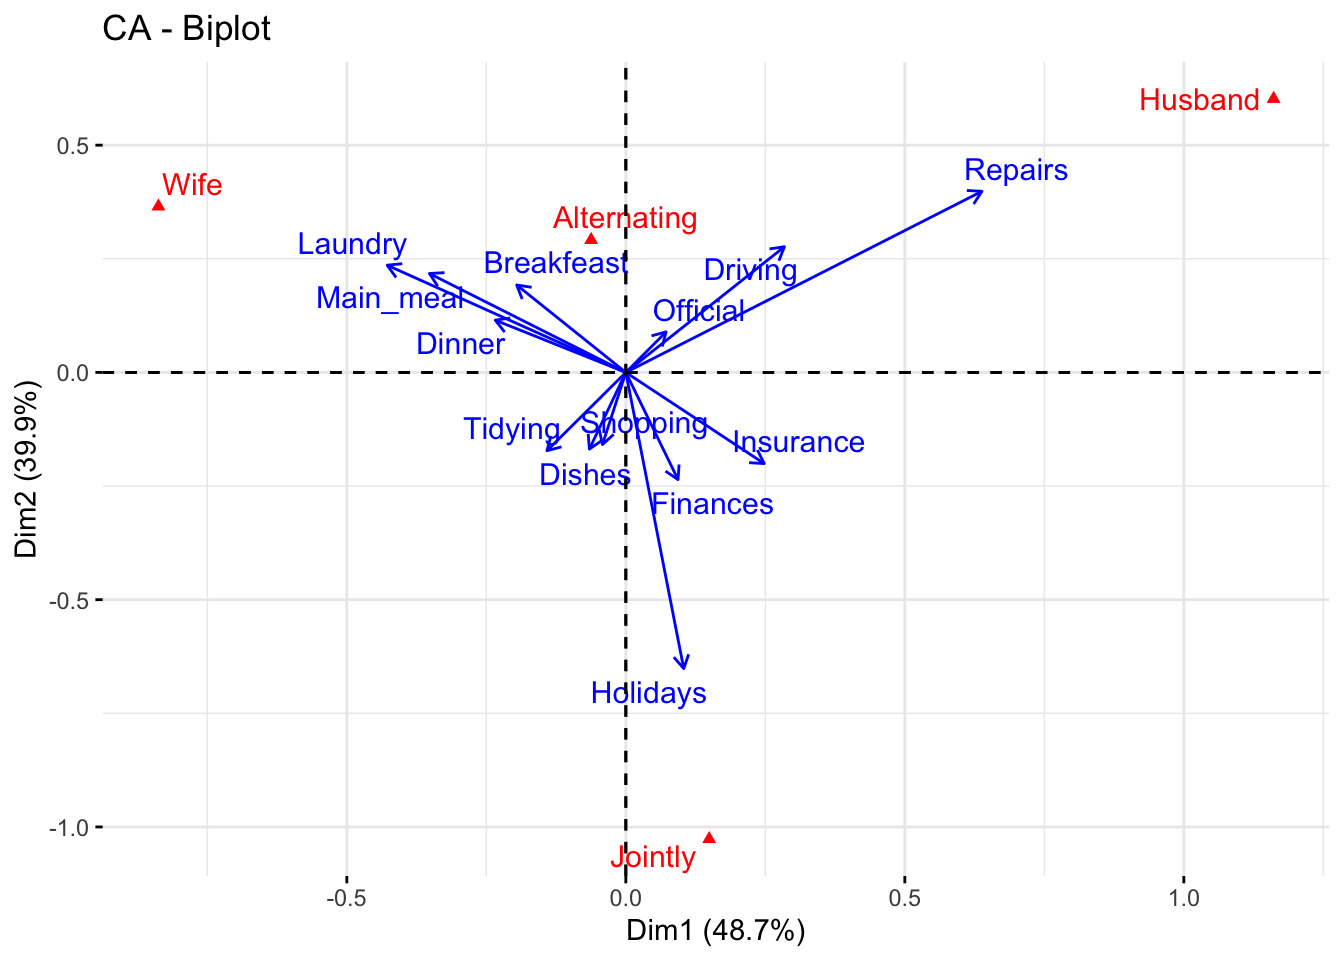 CA - Biplot
Husband
0.5
Repairs
Wife
Alternating
Laundry
Breakfeast
Driving
Main_meal
Official
Dinner
0.0
Tidying
Shopping
Insurance
Dishes
Finances
-0.5
Holidays
-1.0
Jointly
-0.5
0.0
0.5
1.0
Dim1 (48.7%)
Dim2 (39.9%)